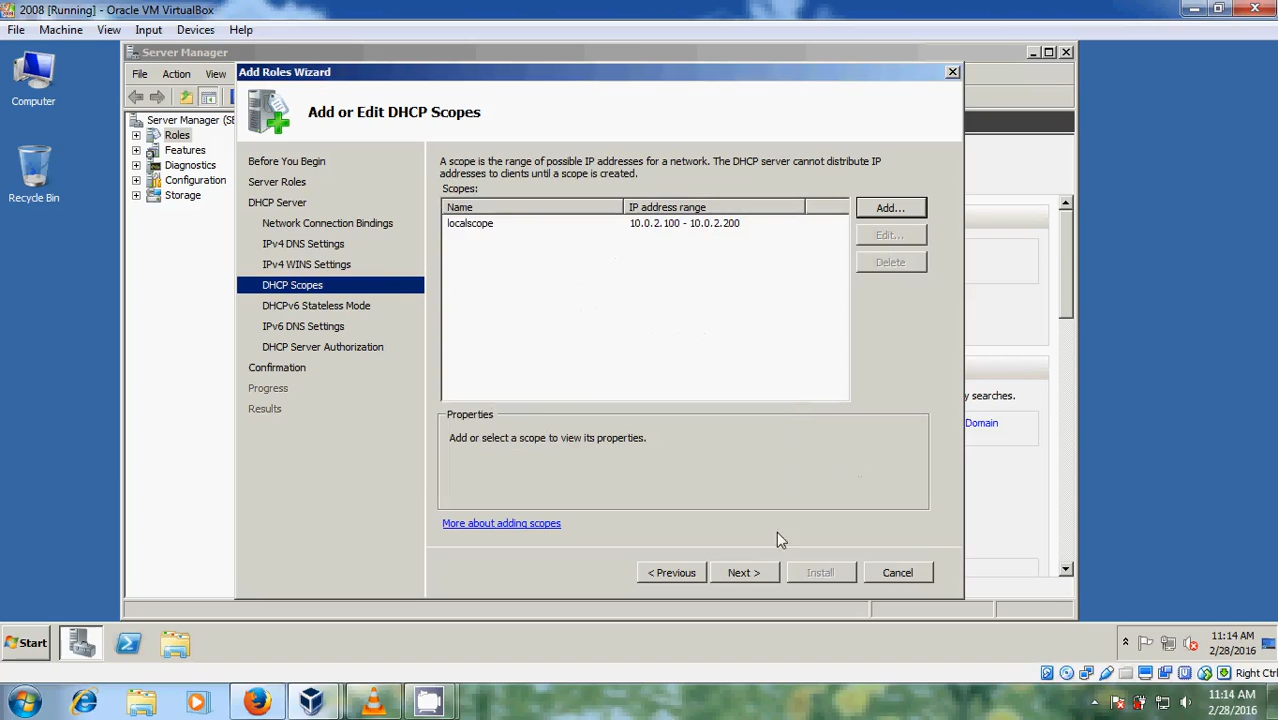 2008 [Running] - Oracle VM VirtualBox
File Machine View Input Devices Help
Computer
Recycle Bin
Server Manager
File Action View
Server Manager (SE
Roles
Features
Diagnostics
Configuration
Storage
Add Roles Wizard
Add or Edit DHCP Scopes
Before You Begin
Server Roles
DHCP Server
Network Connection Bindings
IPv4 DNS Settings
IPv4 WINS Settings
DHCP Scopes
DHCPv6 Stateless Mode
IPv6 DNS Settings
DHCP Server Authorization
Confirmation
Progress
Results
A scope is the range of possible IP addresses for a network. The DHCP server cannot distribute IP
addresses to clients until a scope is created.
Scopes:
Name IP address range
localscope 10.0.2.100 - 10.0.2.200
Add...
Edit...
Delete
Properties
Add or select a scope to view its properties.
More about adding scopes
< Previous Next > Install Cancel
y searches.
Domain
Start
11:14 AM
2/28/2016
Right Ctrl
11:14 AM
2/28/2016